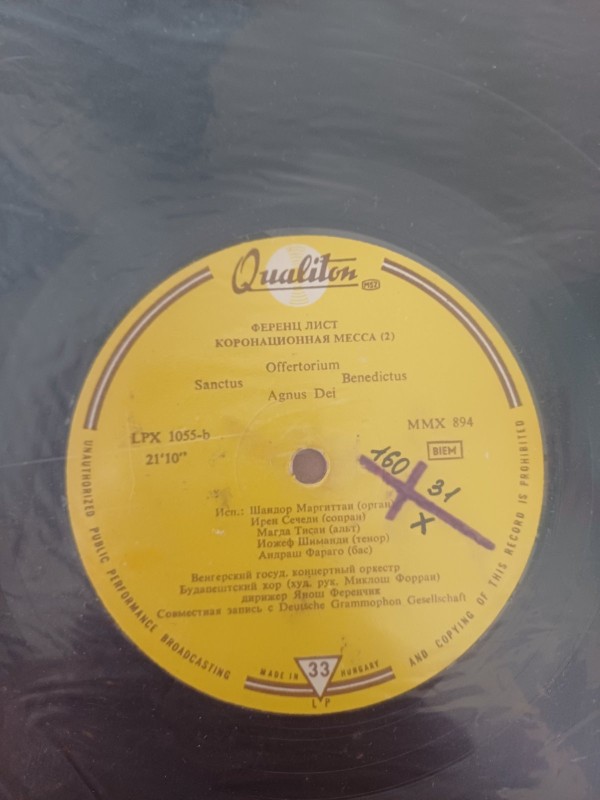 Qualiton
MSZ
ФЕРЕНЦ ЛИСТ
КОРОНАЦИОННАЯ МЕССА (2)
Offertorium
Sanctus Benedictus
Agnus Dei
LPX 1055-b MMX 894
21'10" BIEM
160
31
X
Исп.: Шандор Маргиттаи (орган
Ирен Сечеди (сопран)
Магда Тисаи (альт)
Иожеф Шиманди (тенор)
Андраш Фараго (бас)
Венгерский госуд. концертный оркестр
Будапештский хор (худ. рук. Миклош Форраи)
дирижер Янош Ференчик
Совместная запись с Deutsche Grammophon Gesellschaft
MADE IN 33 HUNGARY
LP
UNAUTHORIZED PUBLIC PERFORMANCE BROADCASTING AND COPYING OF THIS RECORD IS PROHIBITED